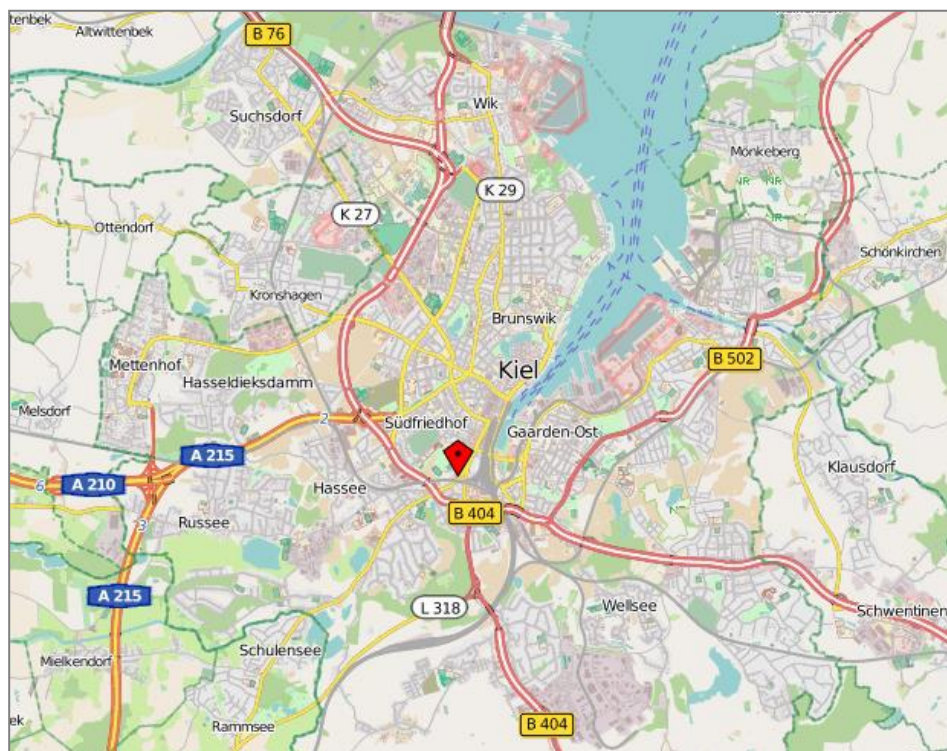 tenbek
Altwittenbek
B 76
Wik
Suchsdorf
Mönkeberg
K 29
K 27
Ottendorf
Schönkirchen
Kronshagen
Brunswik
Kiel
B 502
Mettenhof
Hasseldieksdamm
Melsdorf
2
Südfriedhof
Gaarden-Ost
A 215
Klausdorf
6
A 210
Hassee
B 404
3
Russee
A 215
L 318
Wellsee
Schwentinen
Schulensee
Mielkendorf
ek
Rammsee
B 404